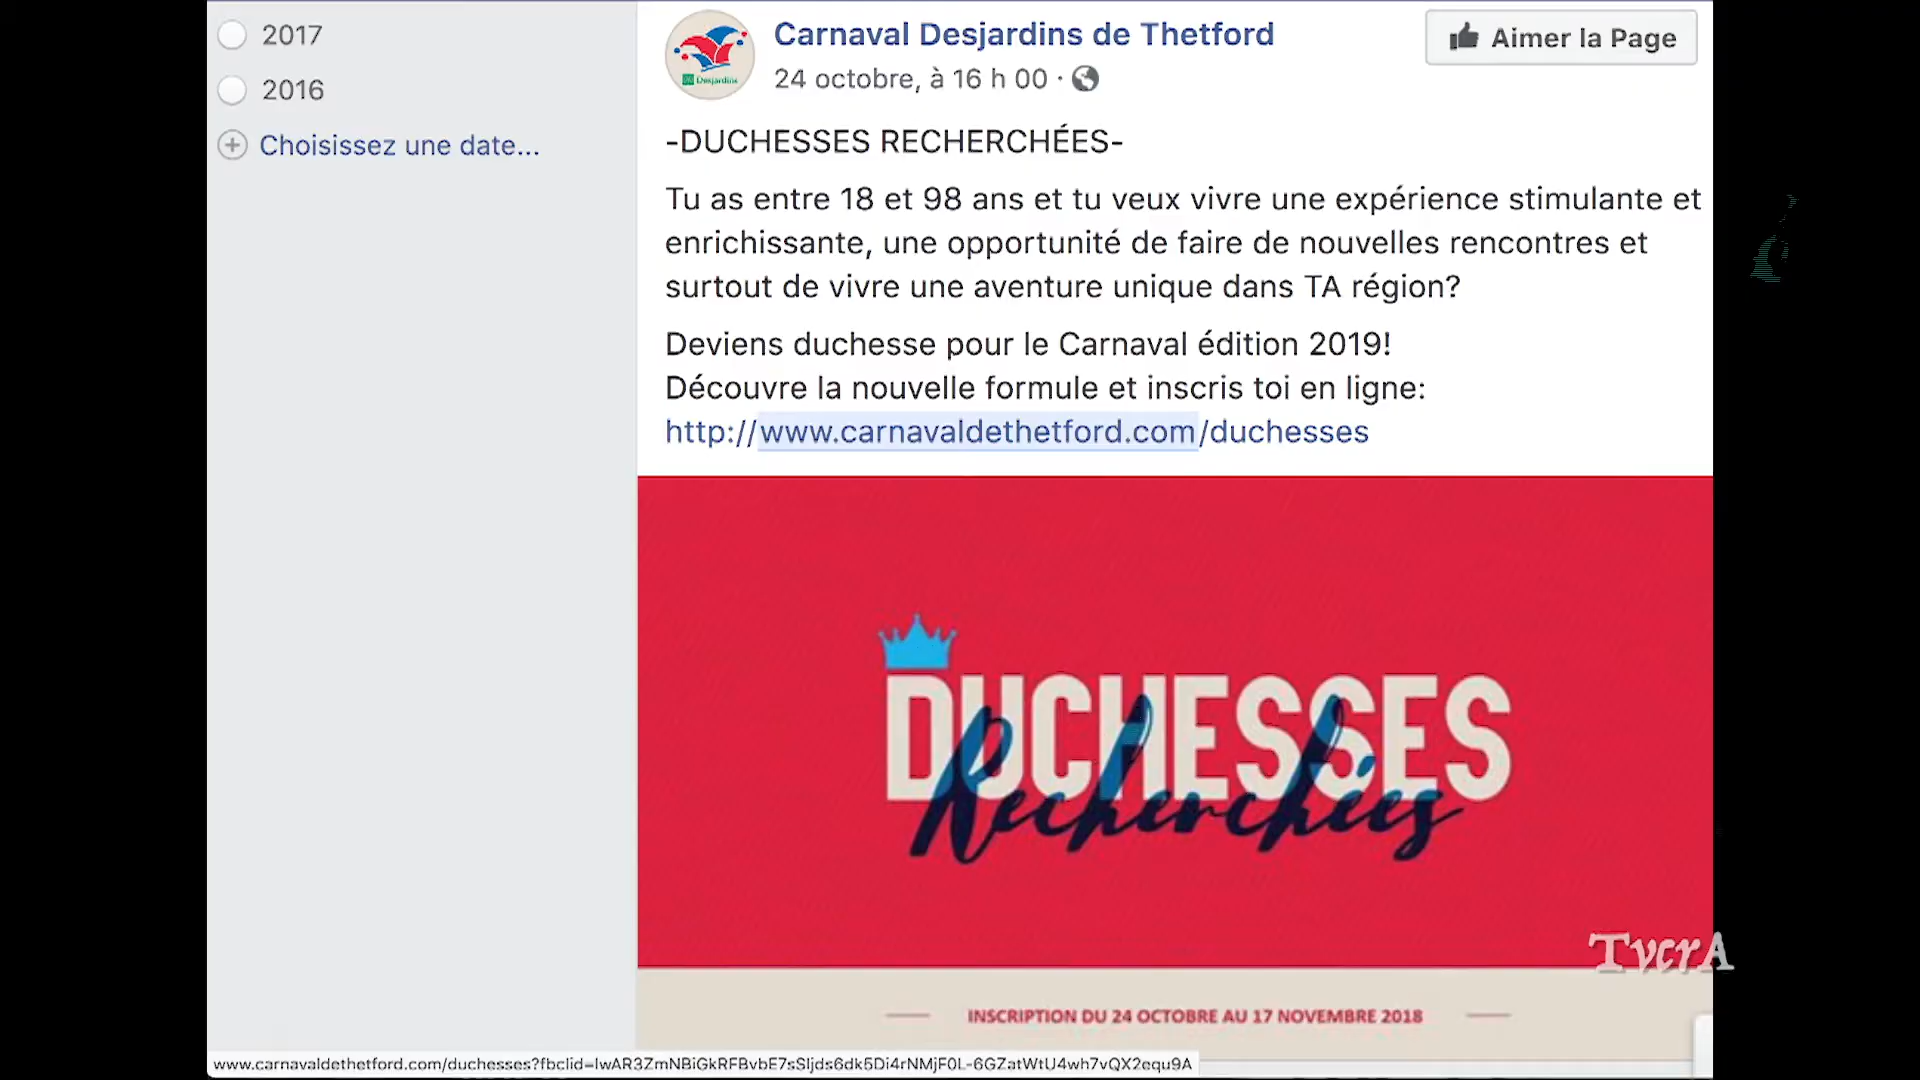 2017
2016
Choisissez une date...
Carnaval Desjardins de Thetford
24 octobre, à 16 h 00 ·
Aimer la Page
Desjardins
-DUCHESSES RECHERCHÉES-
Tu as entre 18 et 98 ans et tu veux vivre une expérience stimulante et
enrichissante, une opportunité de faire de nouvelles rencontres et
surtout de vivre une aventure unique dans TA région?
Deviens duchesse pour le Carnaval édition 2019!
Découvre la nouvelle formule et inscris toi en ligne:
http://www.carnavaldethetford.com/duchesses
DUCHESSES
Recherchées
TvcrA
INSCRIPTION DU 24 OCTOBRE AU 17 NOVEMBRE 2018
www.carnavaldethetford.com/duchesses?fbclid=IwAR3ZmNBiGkRFBvbE7sSljds6dk5Di4rNMjF0L-6GZatWtU4wh7vQX2equ9A